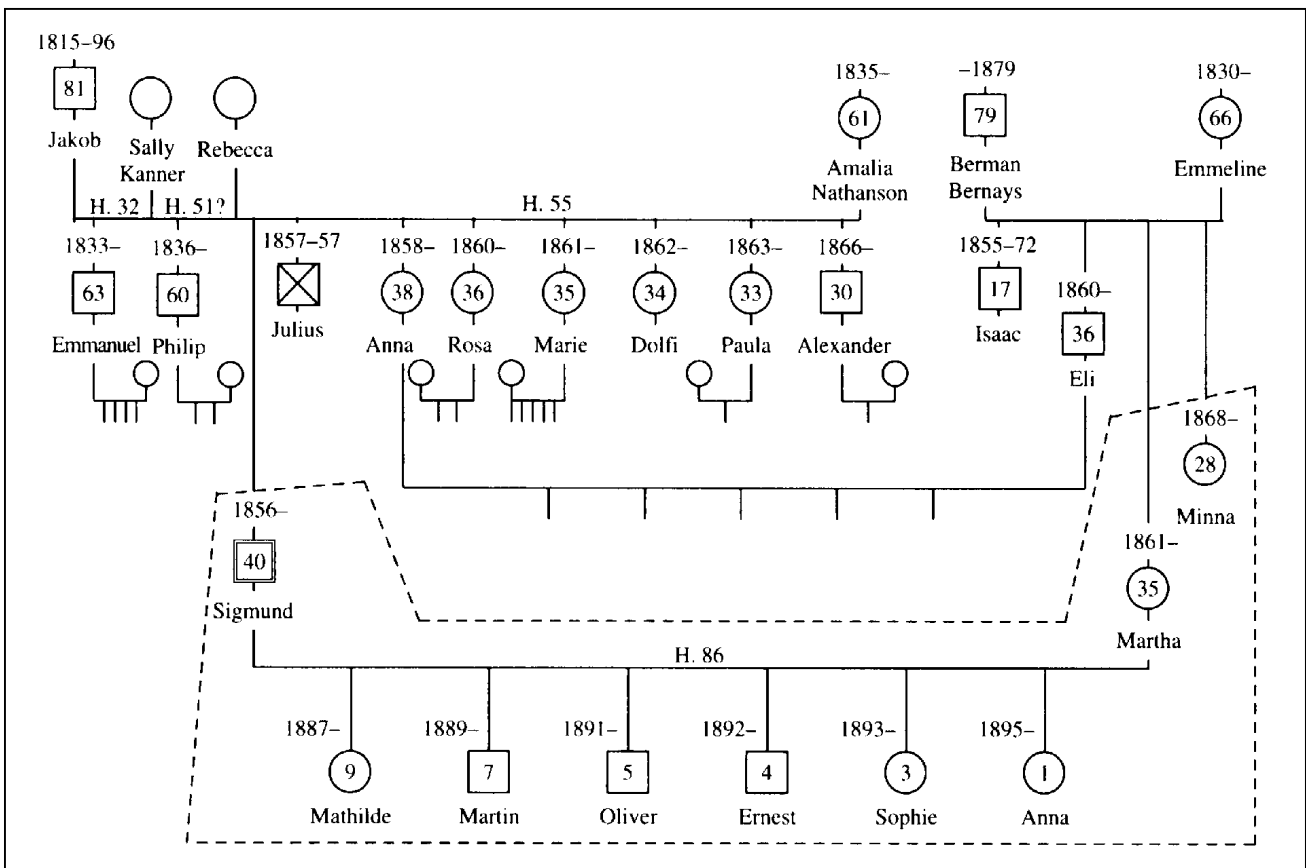 1815–96
81
Jakob
Sally
Kanner
Rebecca
1835–
61
Amalia
Nathanson
–1879
79
Berman
Bernays
1830–
66
Emmeline
H. 32
H. 51?
H. 55
1833–
63
Emmanuel
1836–
60
Philip
1857–57
Julius
1858–
38
Anna
1860–
36
Rosa
1861–
35
Marie
1862–
34
Dolfi
1863–
33
Paula
1866–
30
Alexander
1855–72
17
Isaac
1860–
36
Eli
1868–
28
Minna
1856–
40
Sigmund
1861–
35
Martha
H. 86
1887–
9
Mathilde
1889–
7
Martin
1891–
5
Oliver
1892–
4
Ernest
1893–
3
Sophie
1895–
1
Anna